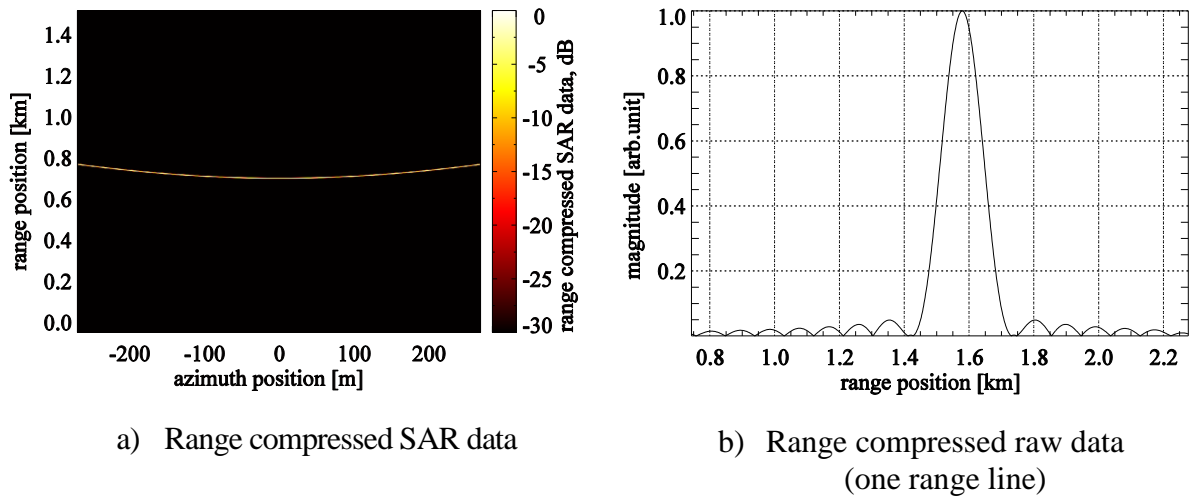 1.4
1.2
1.0
0.8
0.6
0.4
0.2
0.0
range position [km]
-200 -100 0 100 200
azimuth position [m]
0
-5
-10
-15
-20
-25
-30
range compressed SAR data, dB
a) Range compressed SAR data
1.0
0.8
0.6
0.4
0.2
magnitude [arb.unit]
0.8 1.0 1.2 1.4 1.6 1.8 2.0 2.2
range position [km]
b) Range compressed raw data
(one range line)